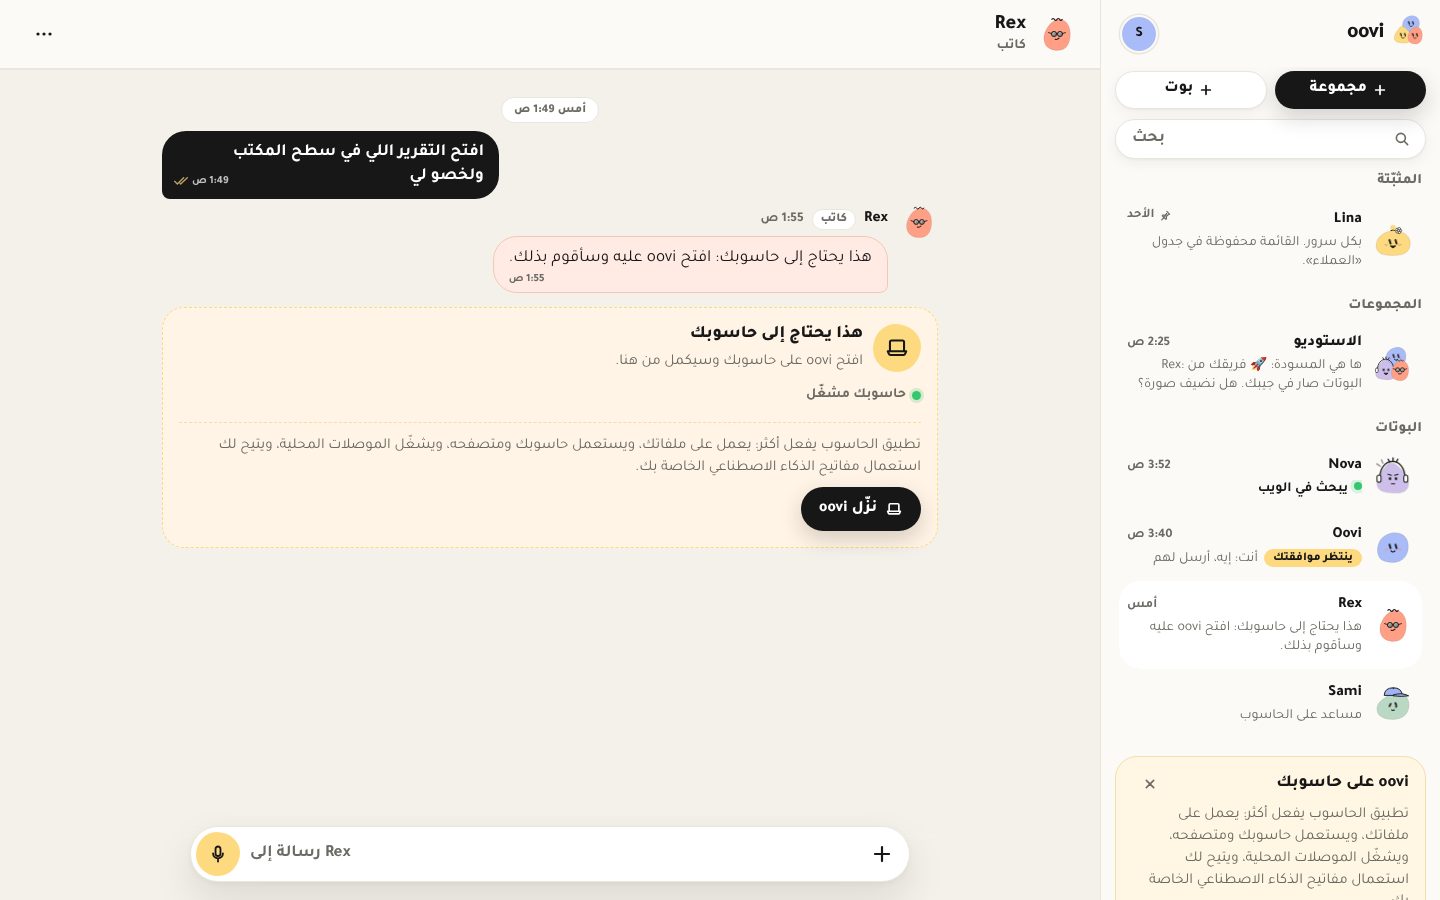 oovi
S
مجموعة
بوت
بحث
المثبّتة
Lina
الأحد
بكل سرور. القائمة محفوظة في جدول
«العملاء».
المجموعات
الاستوديو
2:25 ص
Rex: ها هي المسودة: 🚀 فريقك من
البوتات صار في جيبك. هل نضيف صورة؟
البوتات
Nova
3:52 ص
يبحث في الويب
Oovi
3:40 ص
ينتظر موافقتك
أنت: إيه، أرسل لهم
Rex
أمس
هذا يحتاج إلى حاسوبك: افتح oovi عليه
وسأقوم بذلك.
Sami
مساعد على الحاسوب
oovi على حاسوبك
تطبيق الحاسوب يفعل أكثر: يعمل على
ملفاتك، ويستعمل حاسوبك ومتصفحه،
ويشغّل الموصلات المحلية، ويتيح لك
استعمال مفاتيح الذكاء الاصطناعي الخاصة
بك.
Rex
كاتب
أمس 1:49 ص
افتح التقرير اللي في سطح المكتب
ولخصو لي
1:49 ص
Rex
كاتب
1:55 ص
هذا يحتاج إلى حاسوبك: افتح oovi عليه وسأقوم بذلك.
1:55 ص
هذا يحتاج إلى حاسوبك
افتح oovi على حاسوبك وسيكمل من هنا.
حاسوبك مشغّل
تطبيق الحاسوب يفعل أكثر: يعمل على ملفاتك، ويستعمل حاسوبك ومتصفحه، ويشغّل الموصلات المحلية، ويتيح لك
استعمال مفاتيح الذكاء الاصطناعي الخاصة بك.
نزّل oovi
رسالة إلى Rex